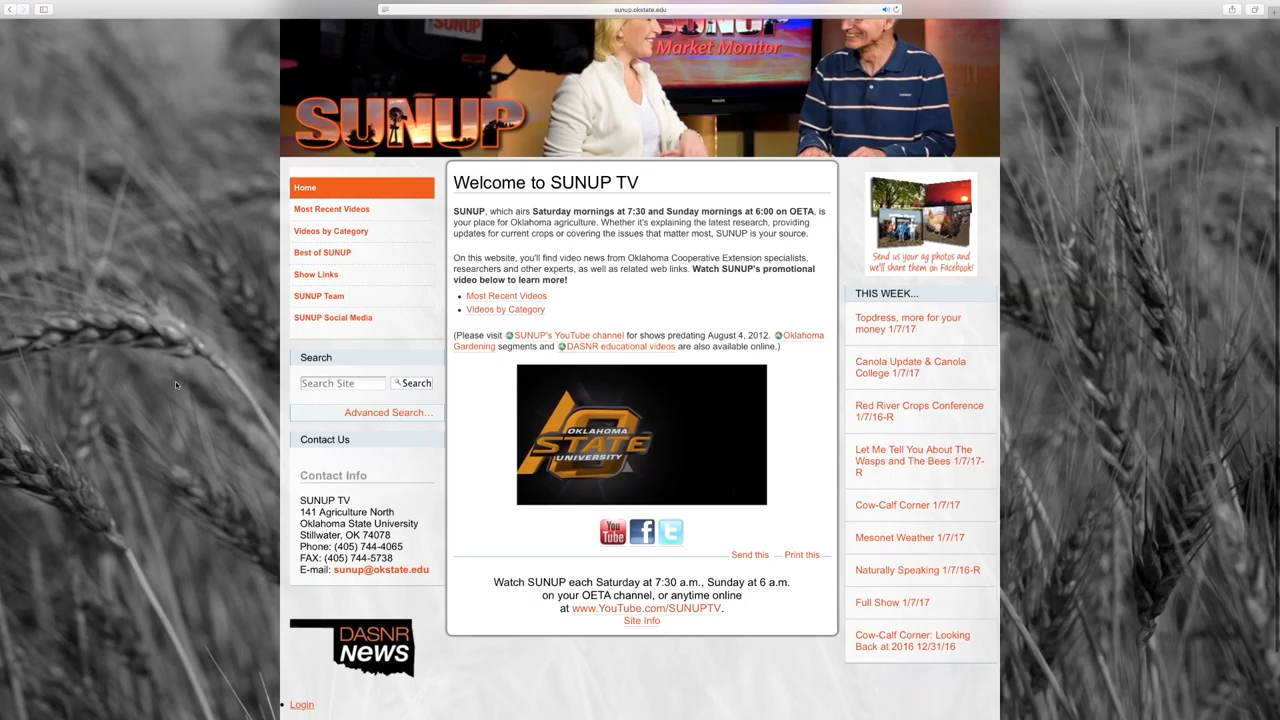 sunup.okstate.edu
SUNUP
Market Monitor
SUNUP
Home
Most Recent Videos
Videos by Category
Best of SUNUP
Show Links
SUNUP Team
SUNUP Social Media
Search
Search Site
Search
Advanced Search…
Contact Us
Contact Info
SUNUP TV
141 Agriculture North
Oklahoma State University
Stillwater, OK 74078
Phone: (405) 744-4065
FAX: (405) 744-5738
E-mail: sunup@okstate.edu
DASNR
News
Login
Welcome to SUNUP TV
SUNUP, which airs Saturday mornings at 7:30 and Sunday mornings at 6:00 on OETA, is
your place for Oklahoma agriculture. Whether it's explaining the latest research, providing
updates for current crops or covering the issues that matter most, SUNUP is your source.
On this website, you'll find video news from Oklahoma Cooperative Extension specialists,
researchers and other experts, as well as related web links. Watch SUNUP's promotional
video below to learn more!
Most Recent Videos
Videos by Category
(Please visit SUNUP's YouTube channel for shows predating August 4, 2012. Oklahoma
Gardening segments and DASNR educational videos are also available online.)
OKLAHOMA
STATE
UNIVERSITY
You
Tube
f
t
Send this
Print this
Watch SUNUP each Saturday at 7:30 a.m., Sunday at 6 a.m.
on your OETA channel, or anytime online
at www.YouTube.com/SUNUPTV.
Site Info
Send us your ag photos and
we'll share them on Facebook!
THIS WEEK...
Topdress, more for your
money 1/7/17
Canola Update & Canola
College 1/7/17
Red River Crops Conference
1/7/16-R
Let Me Tell You About The
Wasps and The Bees 1/7/17-
R
Cow-Calf Corner 1/7/17
Mesonet Weather 1/7/17
Naturally Speaking 1/7/16-R
Full Show 1/7/17
Cow-Calf Corner: Looking
Back at 2016 12/31/16